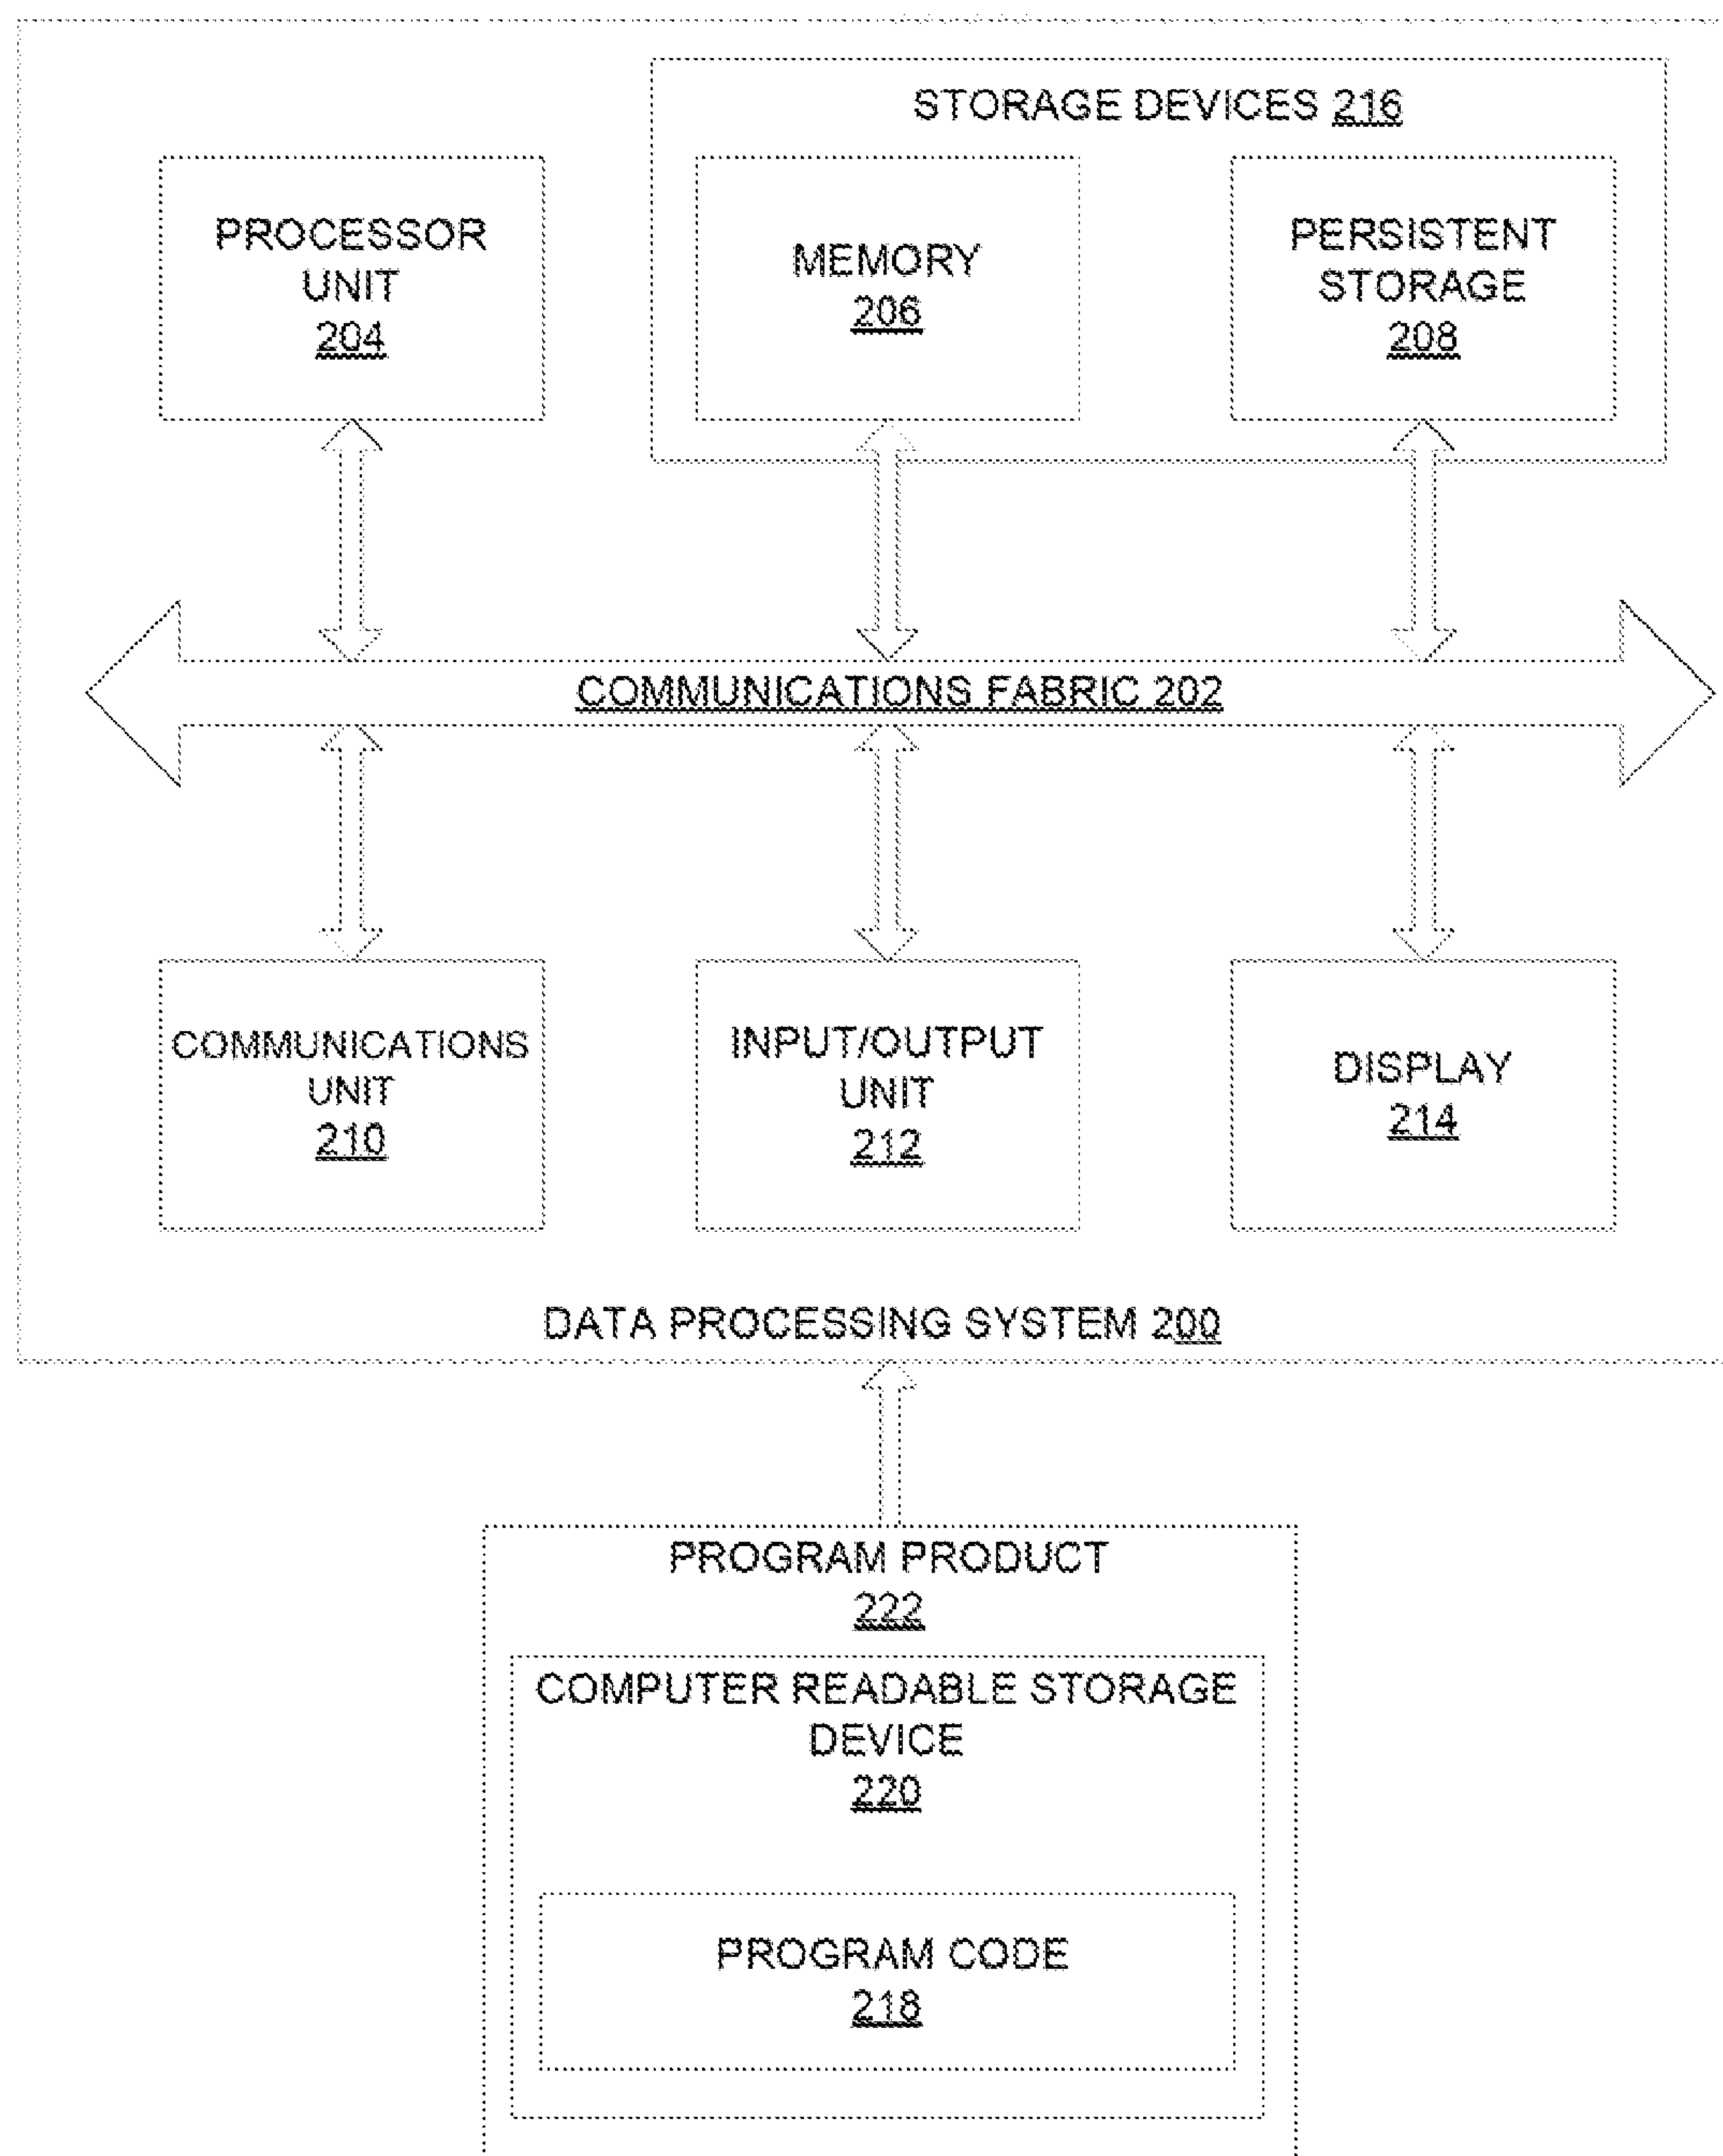 STORAGE DEVICES 216
PROCESSOR
UNIT
204
MEMORY
206
PERSISTENT
STORAGE
208
COMMUNICATIONS FABRIC 202
COMMUNICATIONS
UNIT
210
INPUT/OUTPUT
UNIT
212
DISPLAY
214
DATA PROCESSING SYSTEM 200
PROGRAM PRODUCT
222
COMPUTER READABLE STORAGE
DEVICE
220
PROGRAM CODE
218